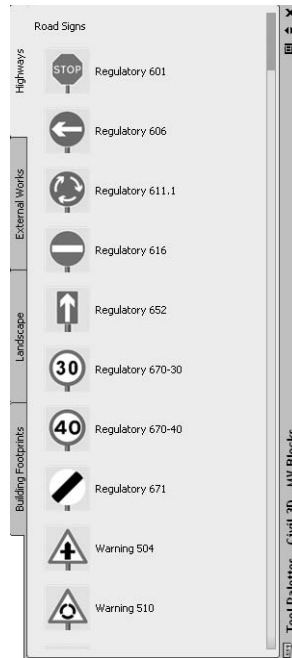 Road Signs
Highways
External Works
Landscape
Building Footprints
STOP
Regulatory 601
Regulatory 606
Regulatory 611.1
Regulatory 616
Regulatory 652
30
Regulatory 670-30
40
Regulatory 670-40
Regulatory 671
Warning 504
Warning 510
Tool Palettes - Civil 3D - MV Blocks